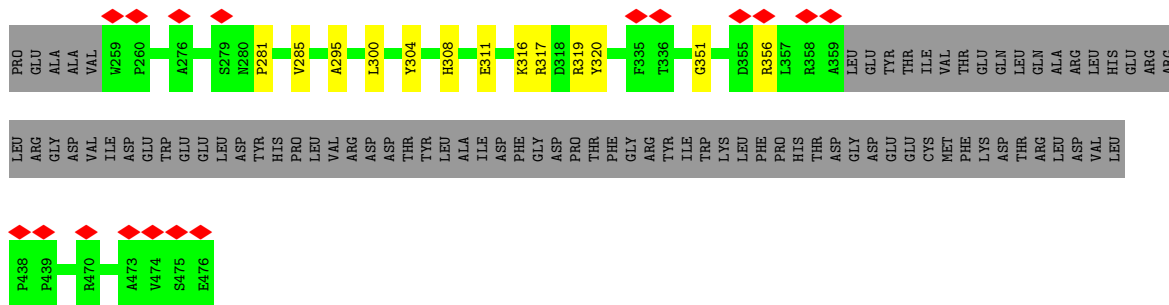 PRO GLU ALA ALA VAL W259 P260 A276 S279 N280 P281 V285 A295 L300 Y304 H308 E311 K316 R317 D318 R319 Y320 F335 T336 G351 D355 R356 L357 R358 A359 LEU GLU TYR THR ILE VAL THR GLU GLN LEU GLN ALA ARG LEU HIS GLU ARG ARG
LEU ARG GLY ASP VAL ILE ASP GLU TRP GLU GLU LEU ASP TYR HIS PRO LEU VAL ARG ASP ASP THR TYR LEU ALA ILE ASP PHE GLY ASP PRO THR PHE GLY ARG TYR ILE TRP LYS LEU PHE PRO HIS THR ASP GLY ASP GLU GLU CYS MET PHE LYS ASP THR ARG LEU ASP VAL LEU
P438 P439 R470 A473 V474 S475 E476